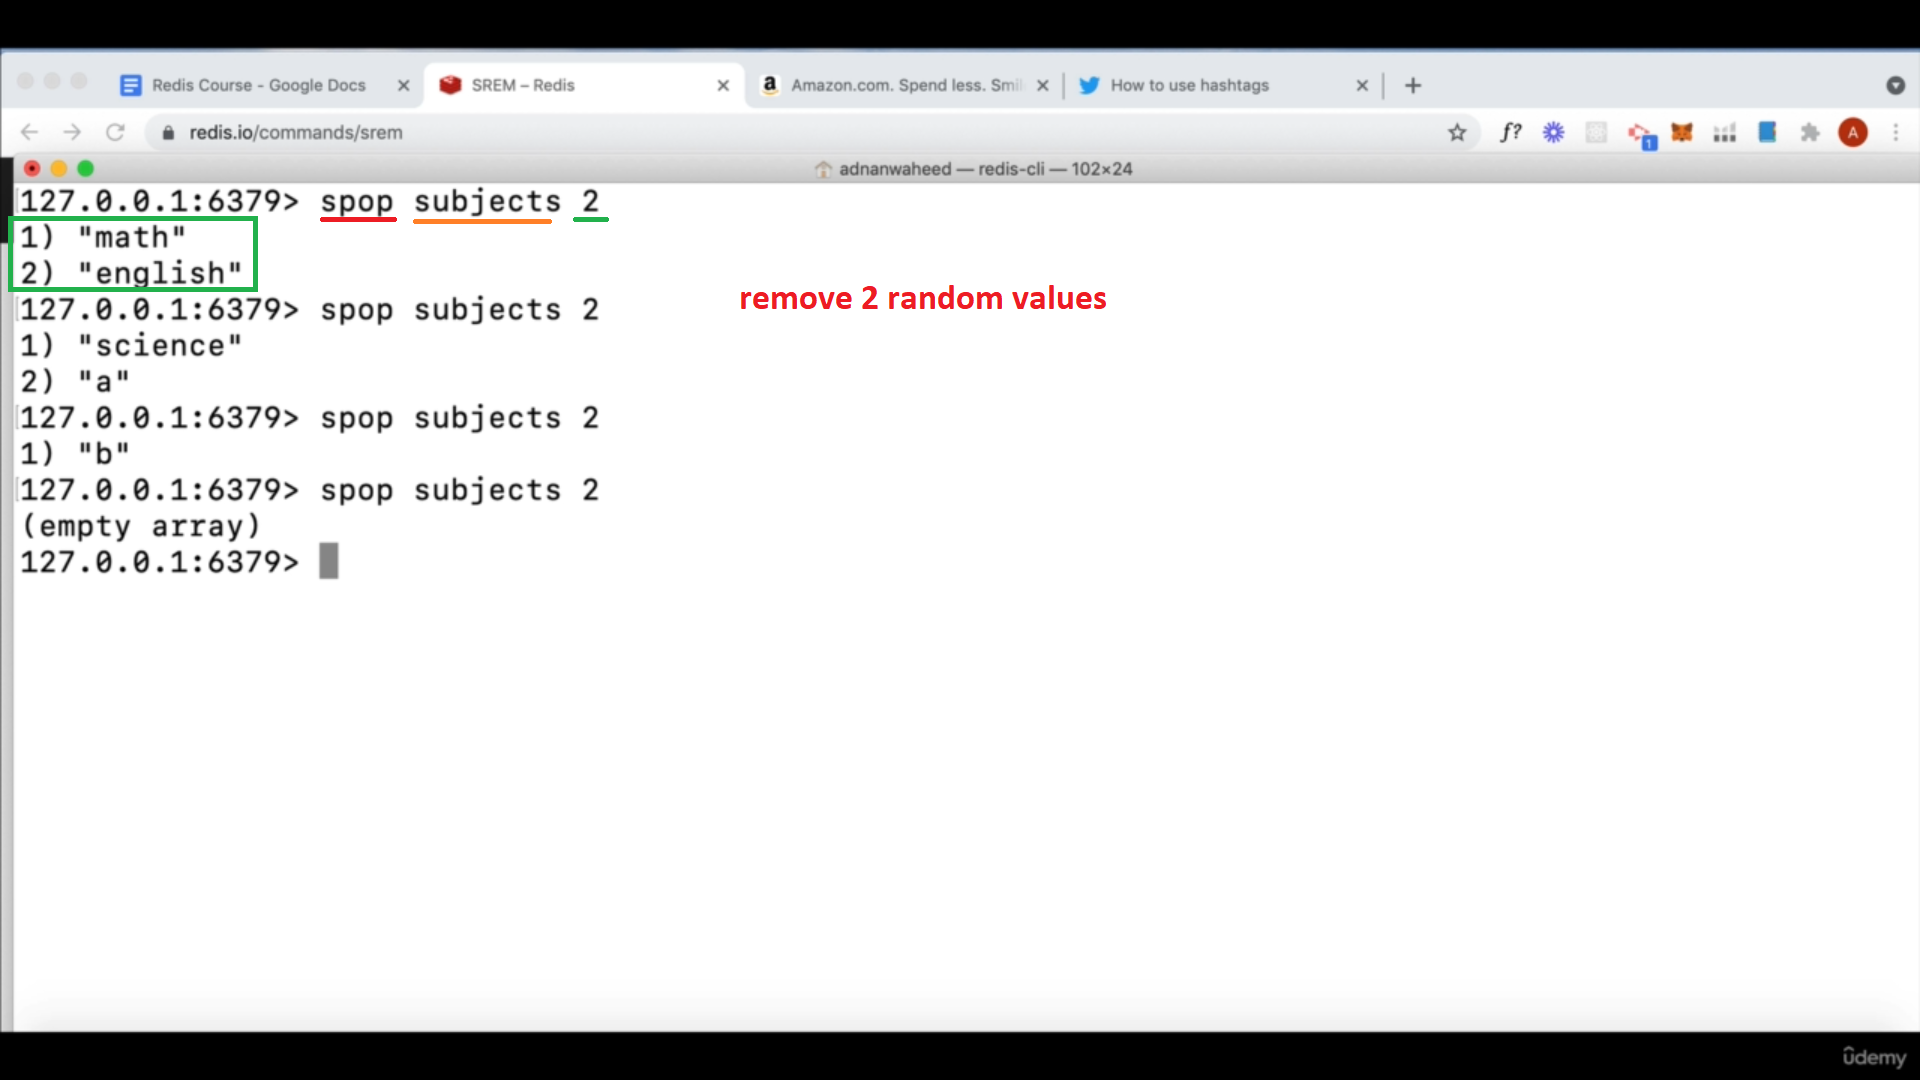 Redis Course - Google Docs
SREM – Redis
Amazon.com. Spend less. Smil
How to use hashtags
redis.io/commands/srem
f?
1
A
adnanwaheed — redis-cli — 102×24
127.0.0.1:6379> spop subjects 2
1) "math"
2) "english"
remove 2 random values
127.0.0.1:6379> spop subjects 2
1) "science"
2) "a"
127.0.0.1:6379> spop subjects 2
1) "b"
127.0.0.1:6379> spop subjects 2
(empty array)
127.0.0.1:6379>
ûdemy